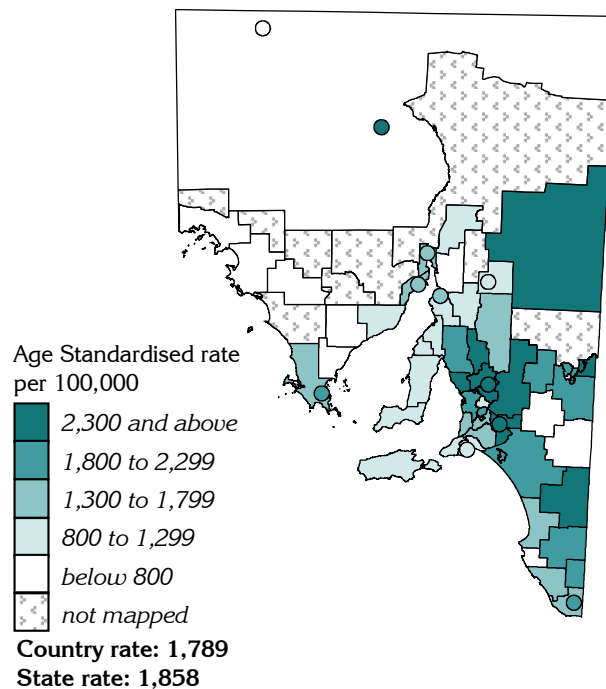 Age Standardised rate
per 100,000
2,300 and above
1,800 to 2,299
1,300 to 1,799
800 to 1,299
below 800
not mapped
Country rate: 1,789
State rate: 1,858